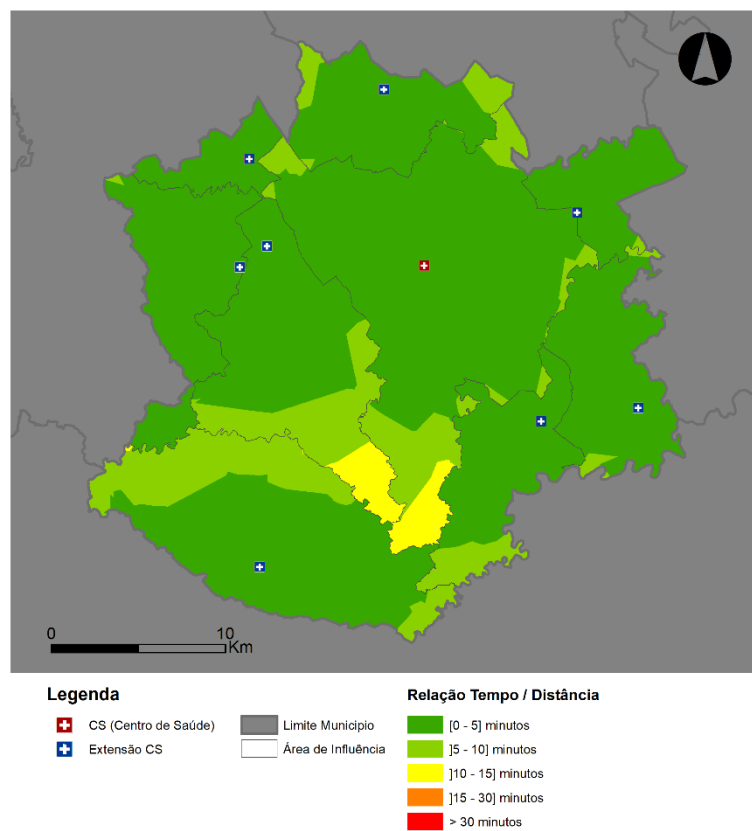 0 10
Km
Legenda
CS (Centro de Saúde)
Extensão CS
Limite Municipio
Área de Influência
Relação Tempo / Distância
[0 - 5] minutos
]5 - 10] minutos
]10 - 15] minutos
]15 - 30] minutos
> 30 minutos